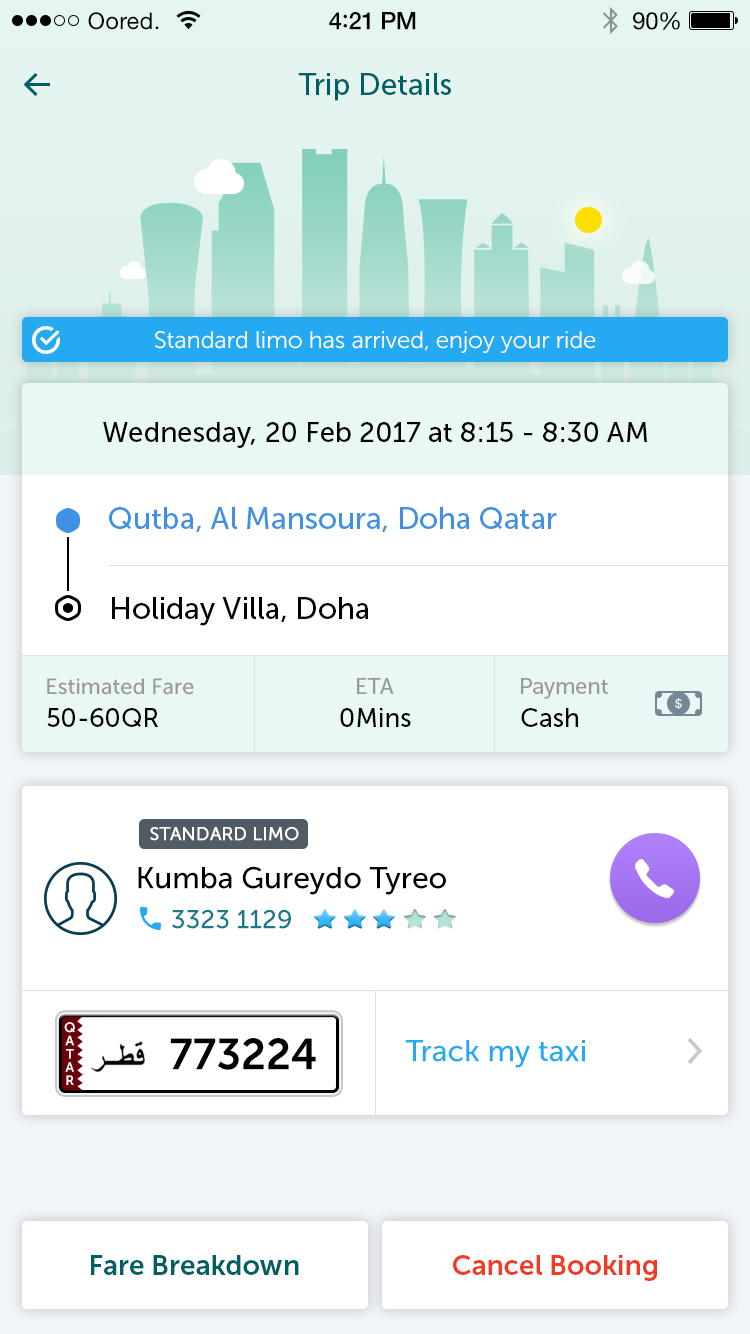 Oored. 4:21 PM 90%
Trip Details
Standard limo has arrived, enjoy your ride
Wednesday, 20 Feb 2017 at 8:15 - 8:30 AM
Qutba, Al Mansoura, Doha Qatar
Holiday Villa, Doha
Estimated Fare ETA Payment
50-60QR 0Mins Cash
$
STANDARD LIMO
Kumba Gureydo Tyreo
3323 1129
QATAR قطر 773224
Track my taxi
Fare Breakdown Cancel Booking